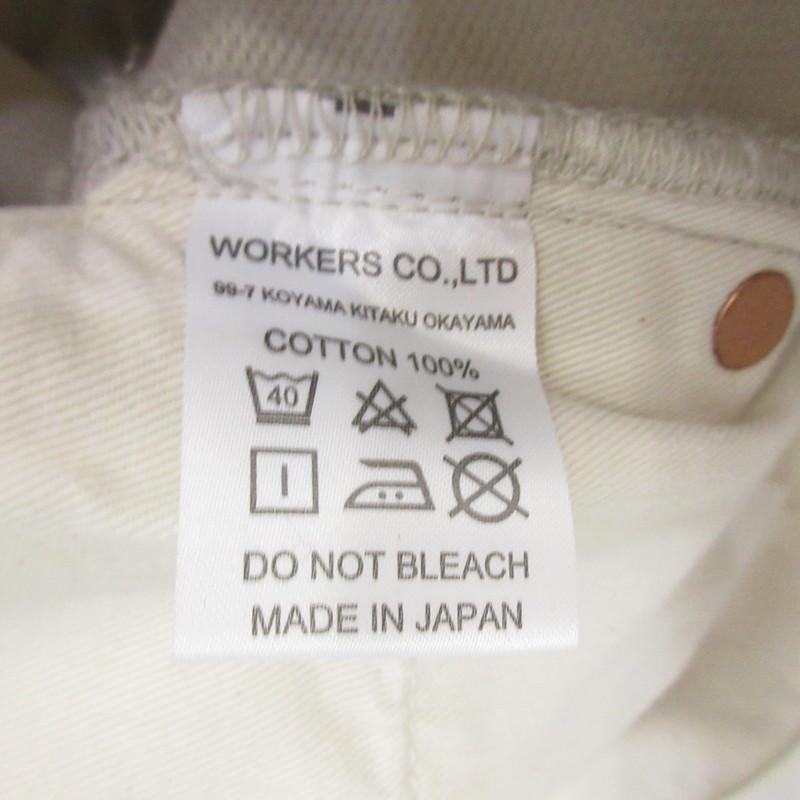 WORKERS CO.,LTD
99-7 KOYAMA KITAKU OKAYAMA
COTTON 100%
40
DO NOT BLEACH
MADE IN JAPAN